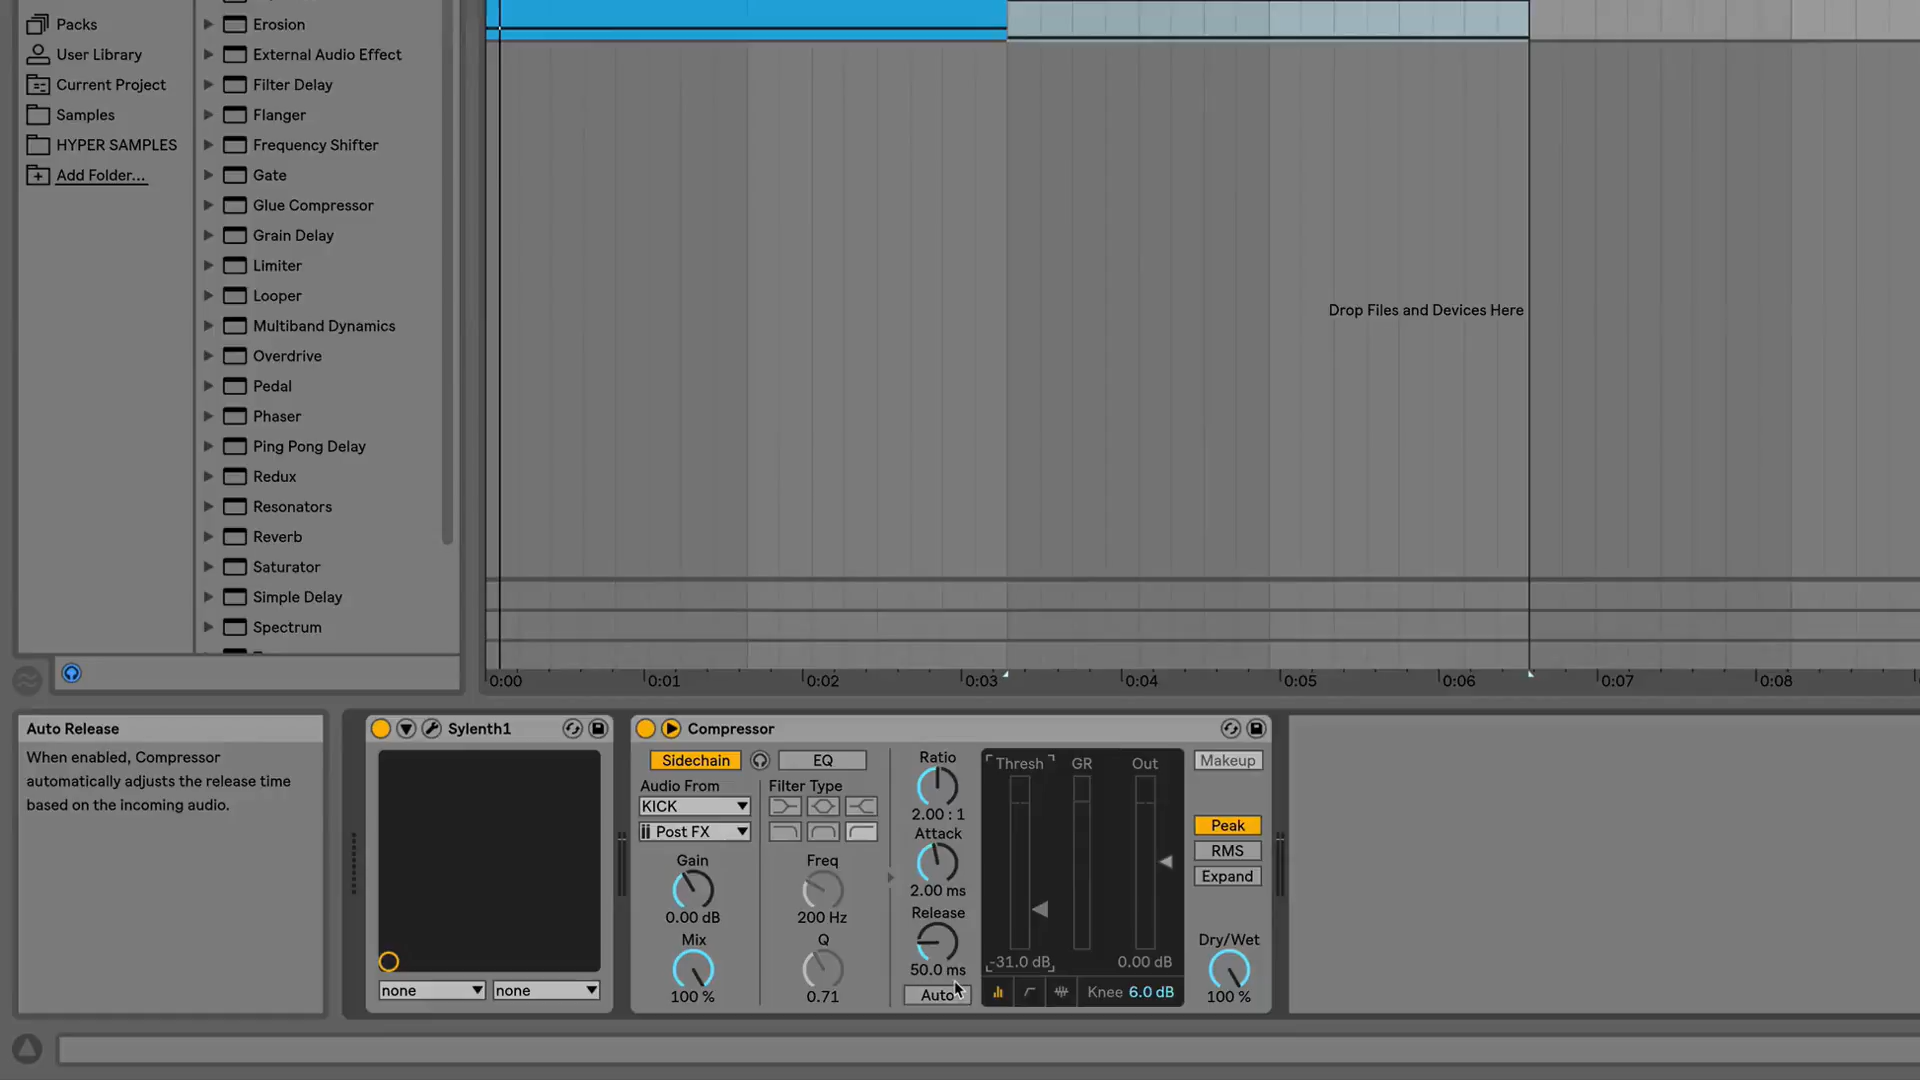 Packs
User Library
Current Project
Samples
HYPER SAMPLES
Add Folder...
Erosion
External Audio Effect
Filter Delay
Flanger
Frequency Shifter
Gate
Glue Compressor
Grain Delay
Limiter
Looper
Multiband Dynamics
Overdrive
Pedal
Phaser
Ping Pong Delay
Redux
Resonators
Reverb
Saturator
Simple Delay
Spectrum
Drop Files and Devices Here
0:00 0:01 0:02 0:03 0:04 0:05 0:06 0:07 0:08
Auto Release
When enabled, Compressor
automatically adjusts the release time
based on the incoming audio.
Sylenth1
none none
Compressor
Sidechain EQ
Audio From Filter Type
KICK
Post FX
Gain Freq
0.00 dB 200 Hz
Mix Q
100 % 0.71
Ratio
2.00 : 1
Attack
2.00 ms
Release
50.0 ms
Auto
Thresh GR Out
-31.0 dB 0.00 dB
Knee 6.0 dB
Makeup
Peak
RMS
Expand
Dry/Wet
100 %